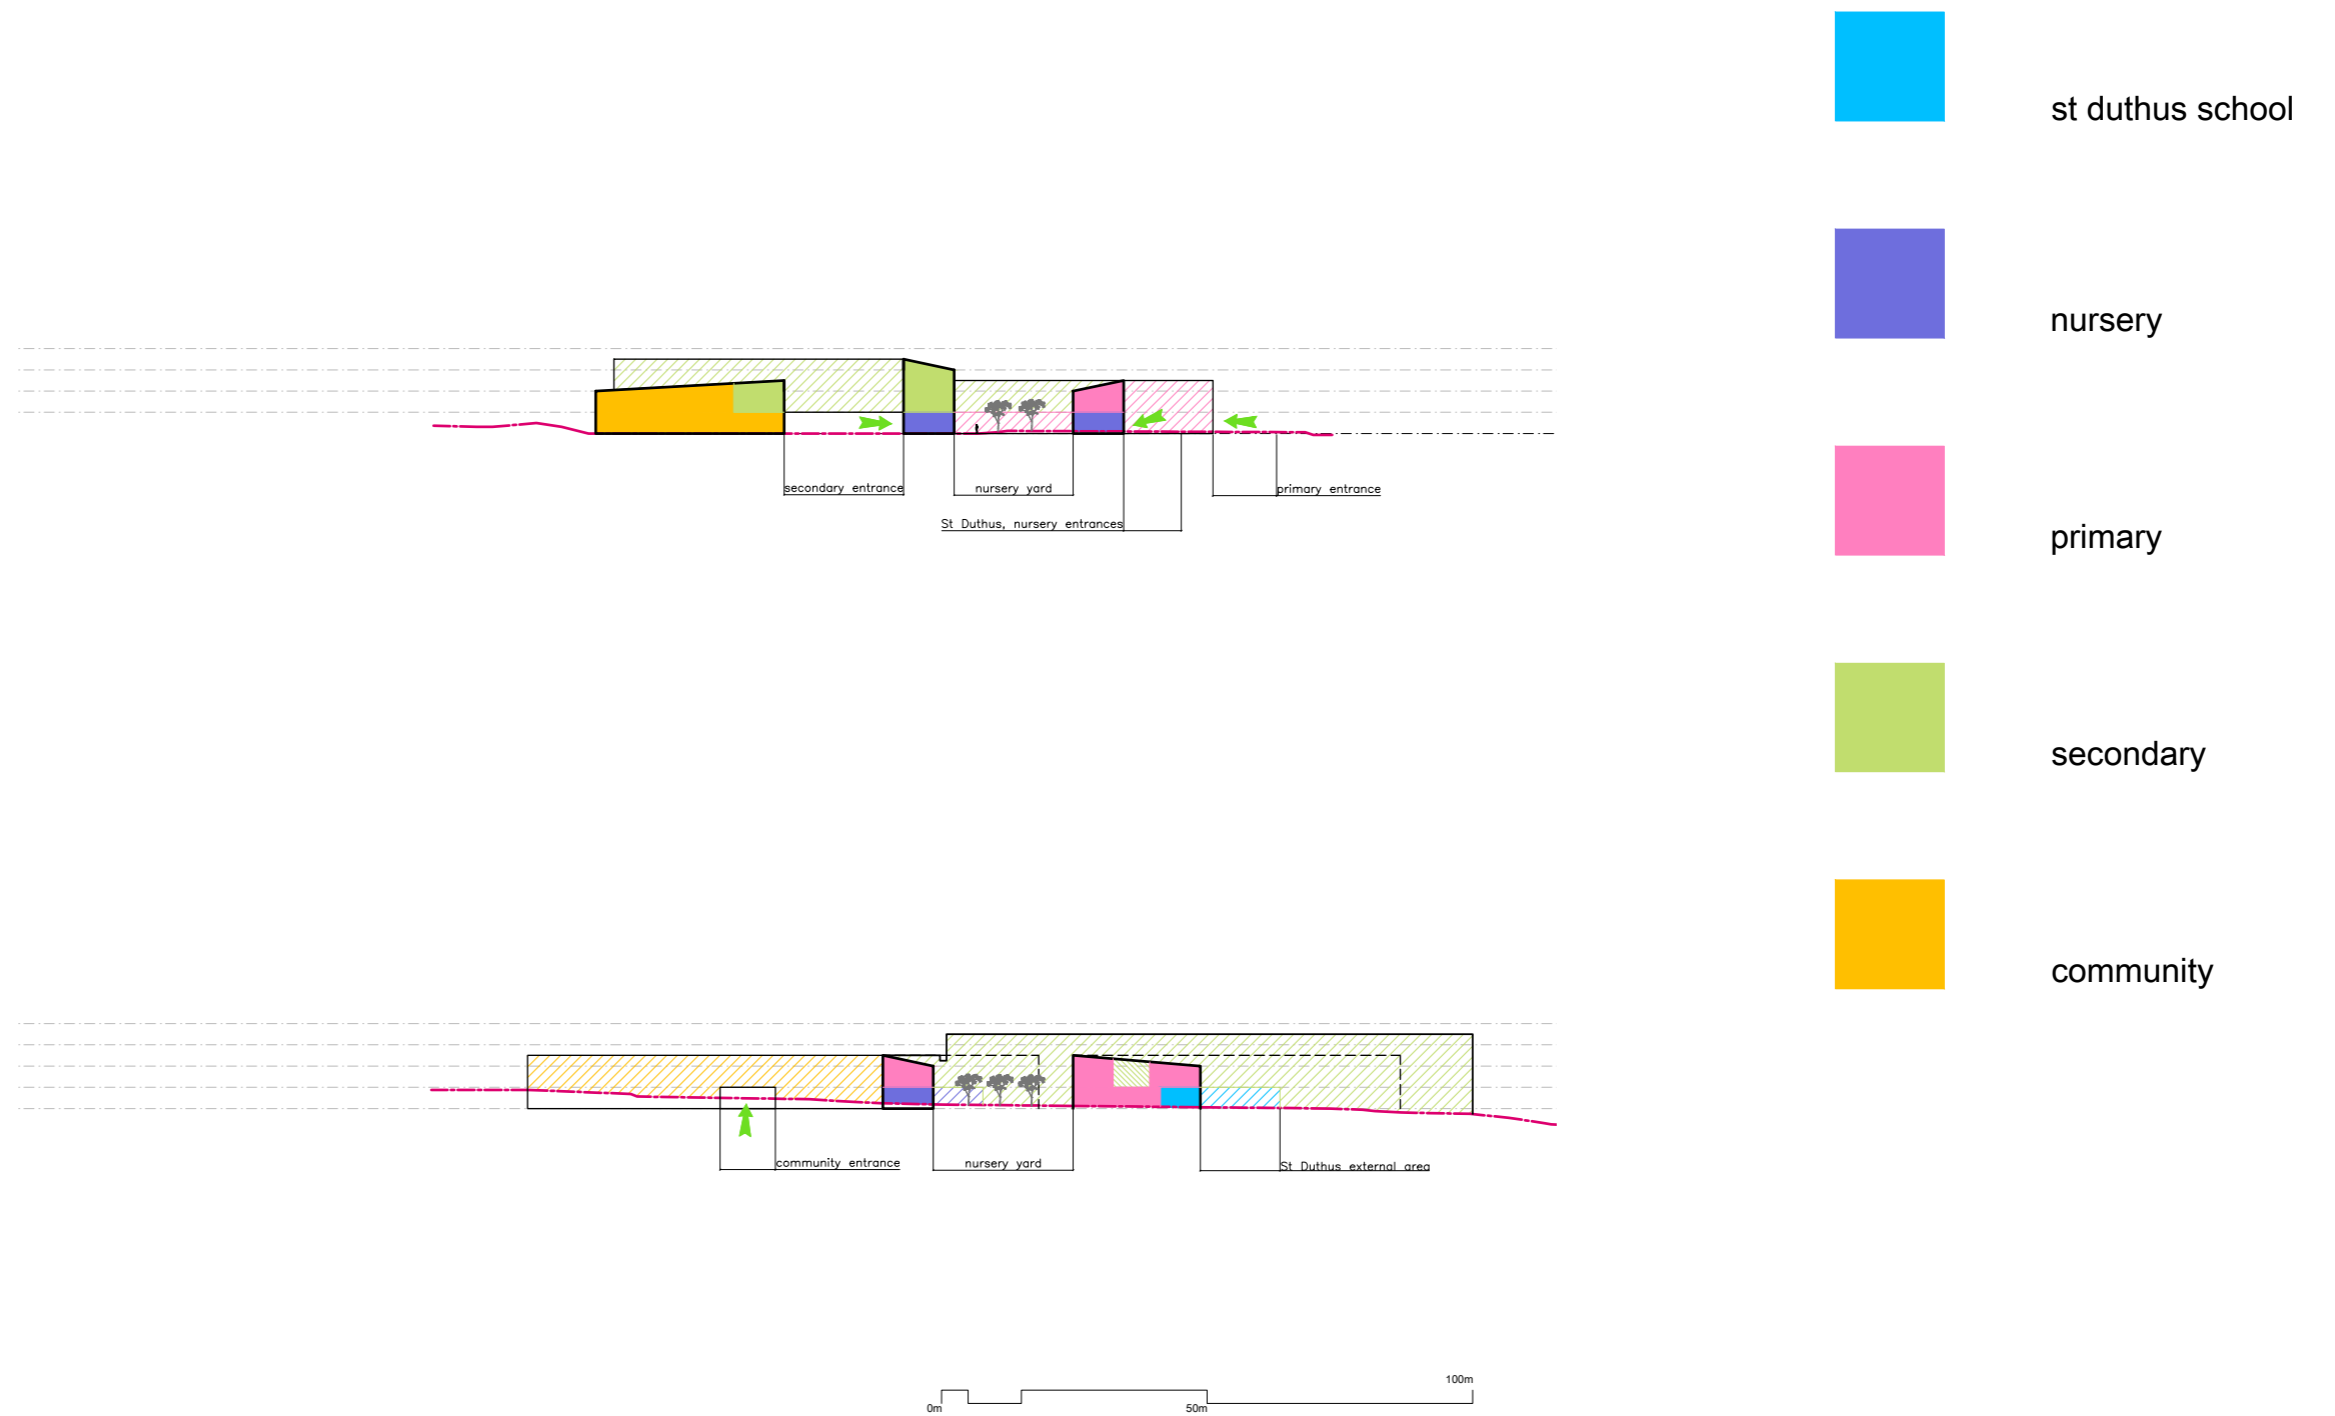 st duthus school
nursery
primary
secondary
community
secondary entrance
nursery yard
primary entrance
St Duthus, nursery entrances
community entrance
nursery yard
St Duthus external area
100m
0m
50m